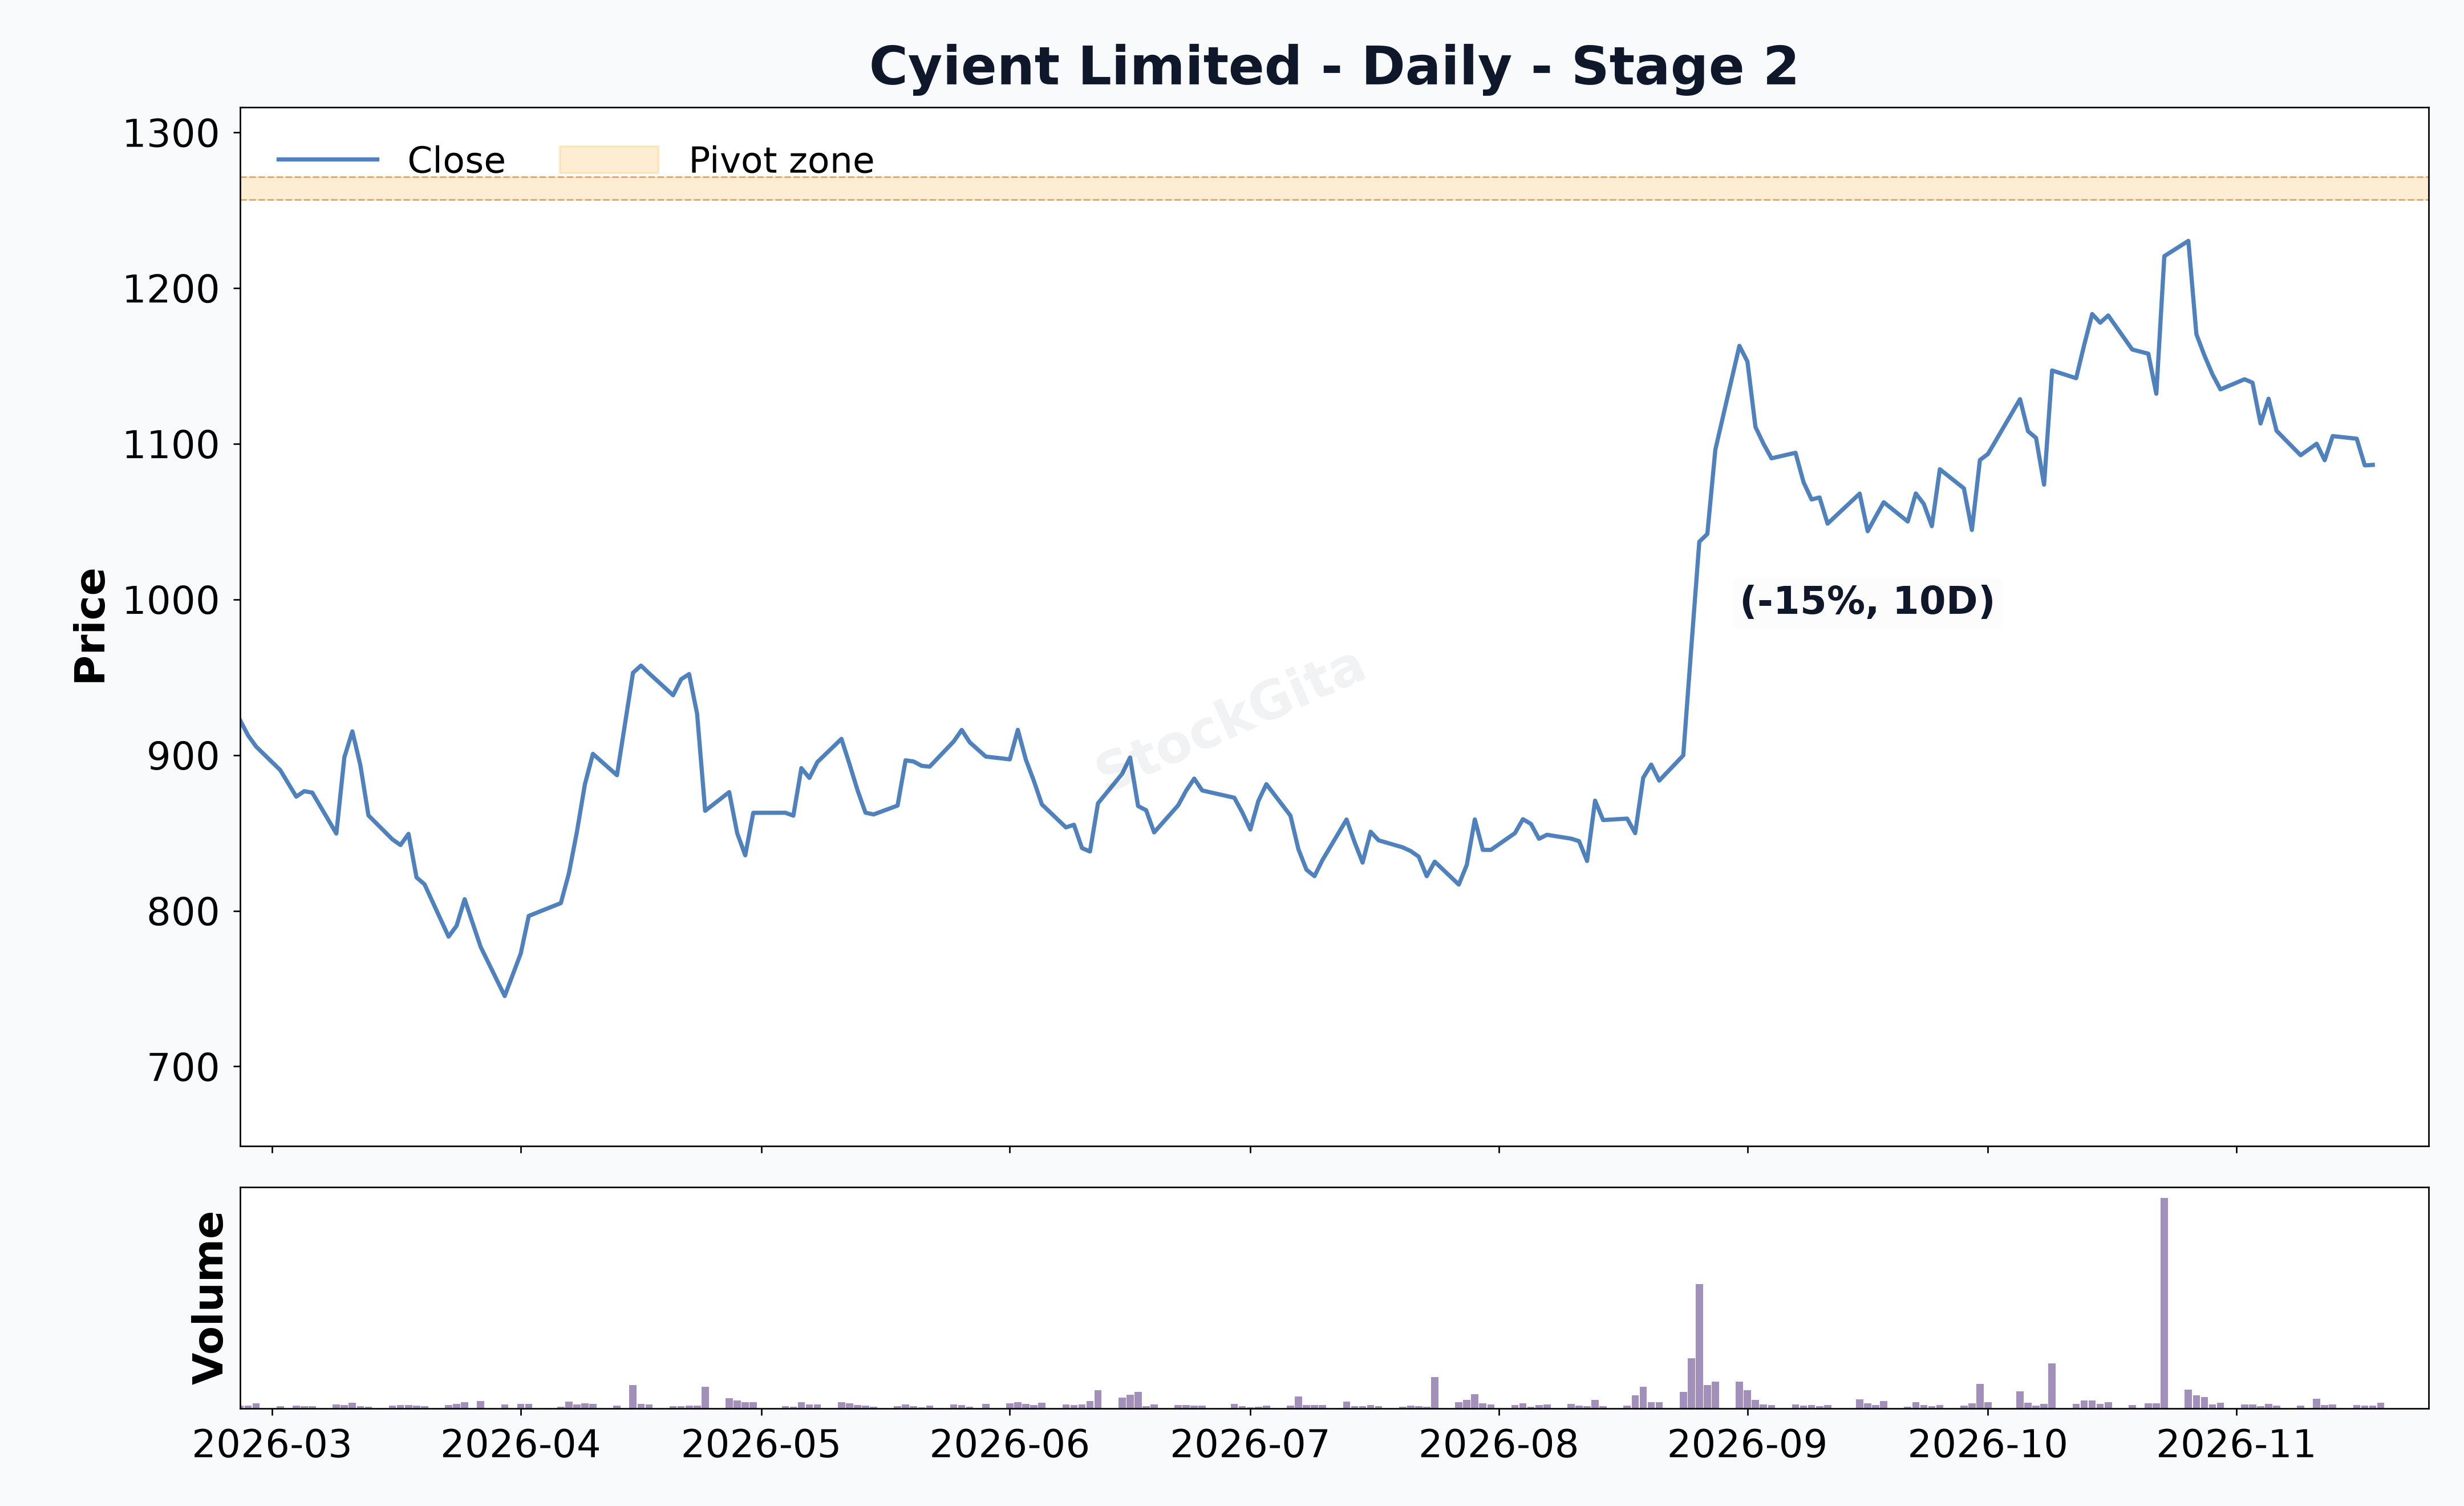 Cyient Limited - Daily - Stage 2
Close
Pivot zone
1300
1200
1100
1000
900
800
700
Price
(-15%, 10D)
StockGita
Volume
2026-03
2026-04
2026-05
2026-06
2026-07
2026-08
2026-09
2026-10
2026-11